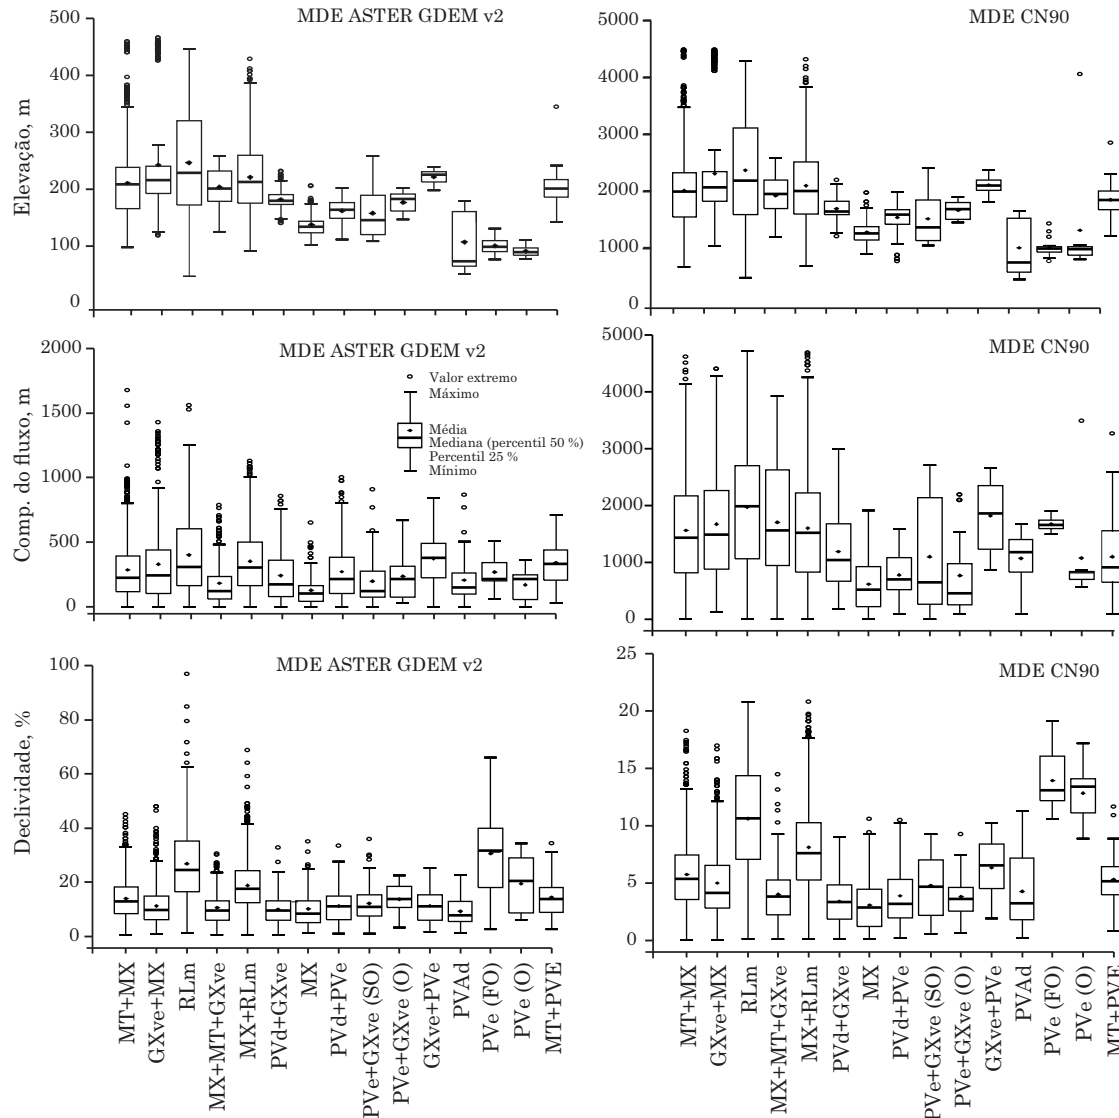 MDE ASTER GDEM v2
Elevação, m
500
400
300
200
100
0
MDE CN90
5000
4000
3000
2000
1000
0
MDE ASTER GDEM v2
Comp. do fluxo, m
2000
1500
1000
500
0
Valor extremo
Máximo
Média
Mediana (percentil 50 %)
Percentil 25 %
Mínimo
MDE CN90
5000
4000
3000
2000
1000
0
MDE ASTER GDEM v2
Declividade, %
100
80
60
40
20
0
MDE CN90
25
20
15
10
5
0
MT+MX
GXve+MX
RLm
MX+MT+GXve
MX+RLm
PVd+GXve
MX
PVd+PVe
PVe+GXve (SO)
PVe+GXve (O)
GXve+PVe
PVAd
PVe (FO)
PVe (O)
MT+PVE
MT+MX
GXve+MX
RLm
MX+MT+GXve
MX+RLm
PVd+GXve
MX
PVd+PVe
PVe+GXve (SO)
PVe+GXve (O)
GXve+PVe
PVAd
PVe (FO)
PVe (O)
MT+PVE